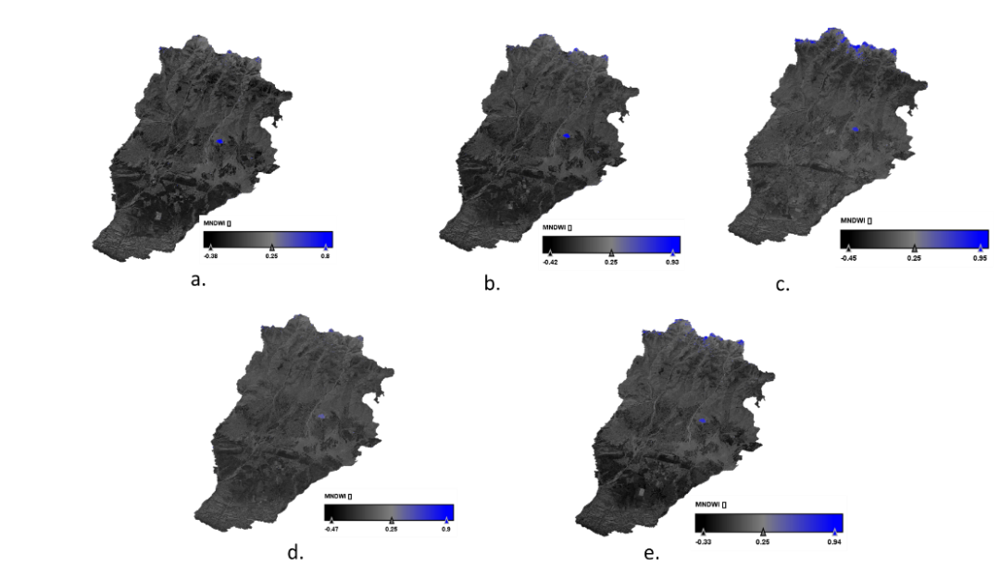 MNDWI []
-0.38 0.25 0.8
a.
MNDWI []
-0.42 0.25 0.93
b.
MNDWI []
-0.45 0.25 0.95
c.
MNDWI []
-0.47 0.25 0.9
d.
MNDWI []
-0.33 0.25 0.94
e.